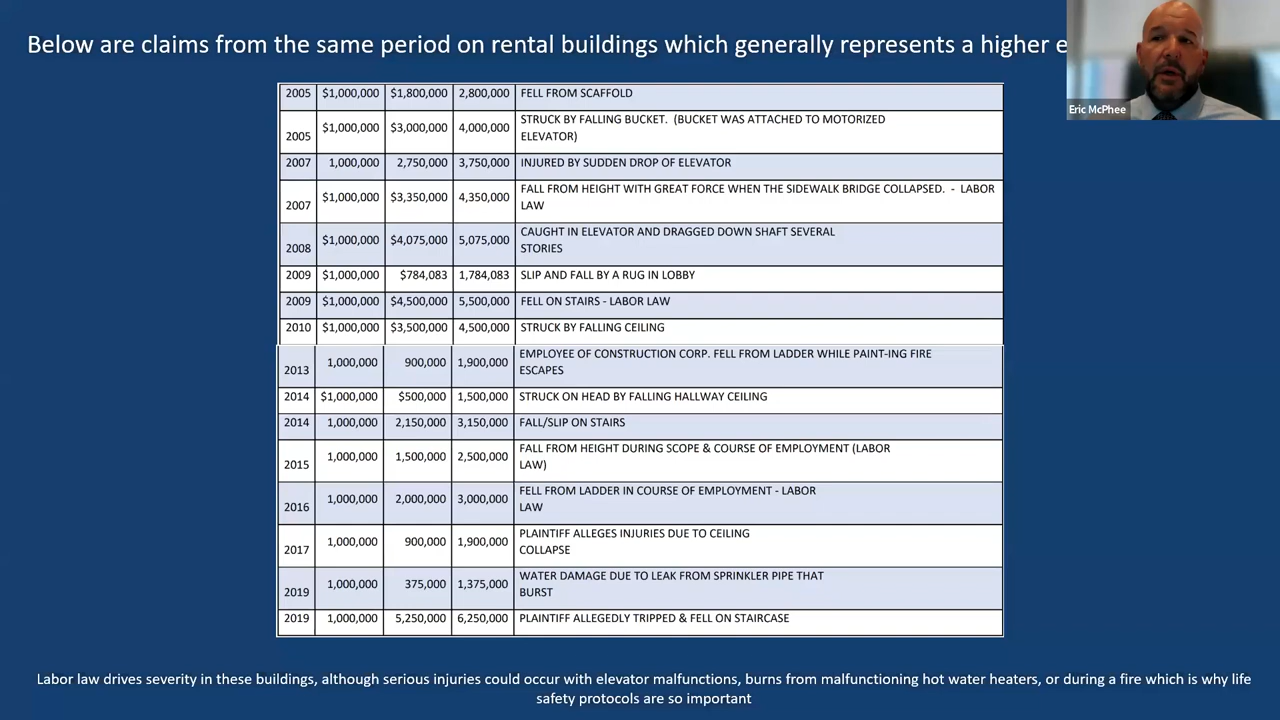 Below are claims from the same period on rental buildings which generally represents a higher e
Eric McPhee
2005 $1,000,000 $1,800,000 2,800,000 FELL FROM SCAFFOLD
2005 $1,000,000 $3,000,000 4,000,000 STRUCK BY FALLING BUCKET. (BUCKET WAS ATTACHED TO MOTORIZED
ELEVATOR)
2007 1,000,000 2,750,000 3,750,000 INJURED BY SUDDEN DROP OF ELEVATOR
2007 $1,000,000 $3,350,000 4,350,000 FALL FROM HEIGHT WITH GREAT FORCE WHEN THE SIDEWALK BRIDGE COLLAPSED. - LABOR
LAW
2008 $1,000,000 $4,075,000 5,075,000 CAUGHT IN ELEVATOR AND DRAGGED DOWN SHAFT SEVERAL
STORIES
2009 $1,000,000 $784,083 1,784,083 SLIP AND FALL BY A RUG IN LOBBY
2009 $1,000,000 $4,500,000 5,500,000 FELL ON STAIRS - LABOR LAW
2010 $1,000,000 $3,500,000 4,500,000 STRUCK BY FALLING CEILING
2013 1,000,000 900,000 1,900,000 EMPLOYEE OF CONSTRUCTION CORP. FELL FROM LADDER WHILE PAINT-ING FIRE
ESCAPES
2014 $1,000,000 $500,000 1,500,000 STRUCK ON HEAD BY FALLING HALLWAY CEILING
2014 1,000,000 2,150,000 3,150,000 FALL/SLIP ON STAIRS
2015 1,000,000 1,500,000 2,500,000 FALL FROM HEIGHT DURING SCOPE & COURSE OF EMPLOYMENT (LABOR
LAW)
2016 1,000,000 2,000,000 3,000,000 FELL FROM LADDER IN COURSE OF EMPLOYMENT - LABOR
LAW
2017 1,000,000 900,000 1,900,000 PLAINTIFF ALLEGES INJURIES DUE TO CEILING
COLLAPSE
2019 1,000,000 375,000 1,375,000 WATER DAMAGE DUE TO LEAK FROM SPRINKLER PIPE THAT
BURST
2019 1,000,000 5,250,000 6,250,000 PLAINTIFF ALLEGEDLY TRIPPED & FELL ON STAIRCASE
Labor law drives severity in these buildings, although serious injuries could occur with elevator malfunctions, burns from malfunctioning hot water heaters, or during a fire which is why life
safety protocols are so important